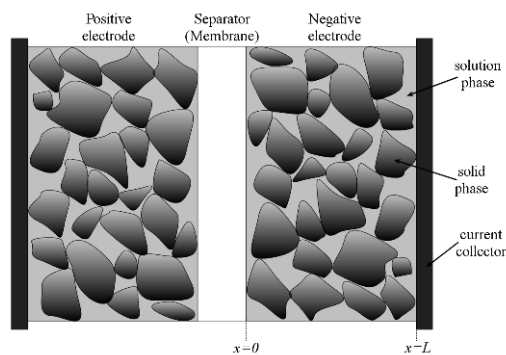 Positive
electrode
Separator
(Membrane)
Negative
electrode
solution
phase
solid
phase
current
collector
x=0
x=L